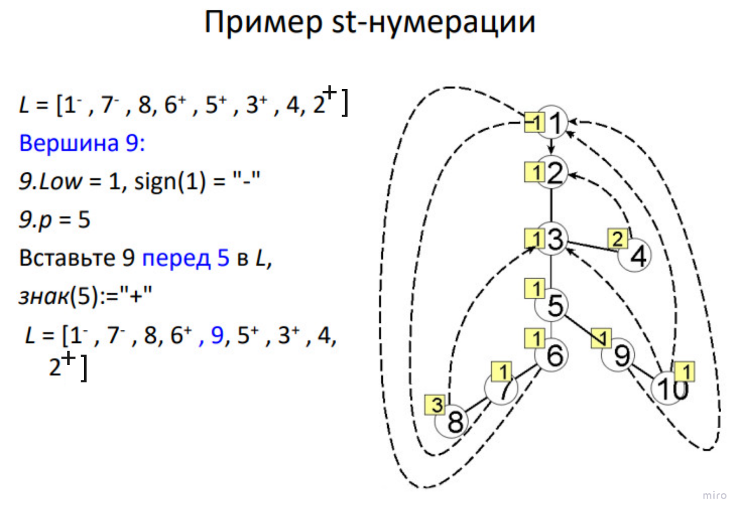 Пример st-нумерации
L = [1⁻ , 7⁻ , 8, 6⁺ , 5⁺ , 3⁺ , 4, 2⁺ ]
Вершина 9:
9.Low = 1, sign(1) = "-"
9.p = 5
Вставьте 9 перед 5 в L,
знак(5):="+"
L = [1⁻ , 7⁻ , 8, 6⁺ , 9, 5⁺ , 3⁺ , 4,
2⁺ ]
1 1
1 2
1 3
2 4
1 5
1 6
1 9
1 7
10 1
3 8
miro